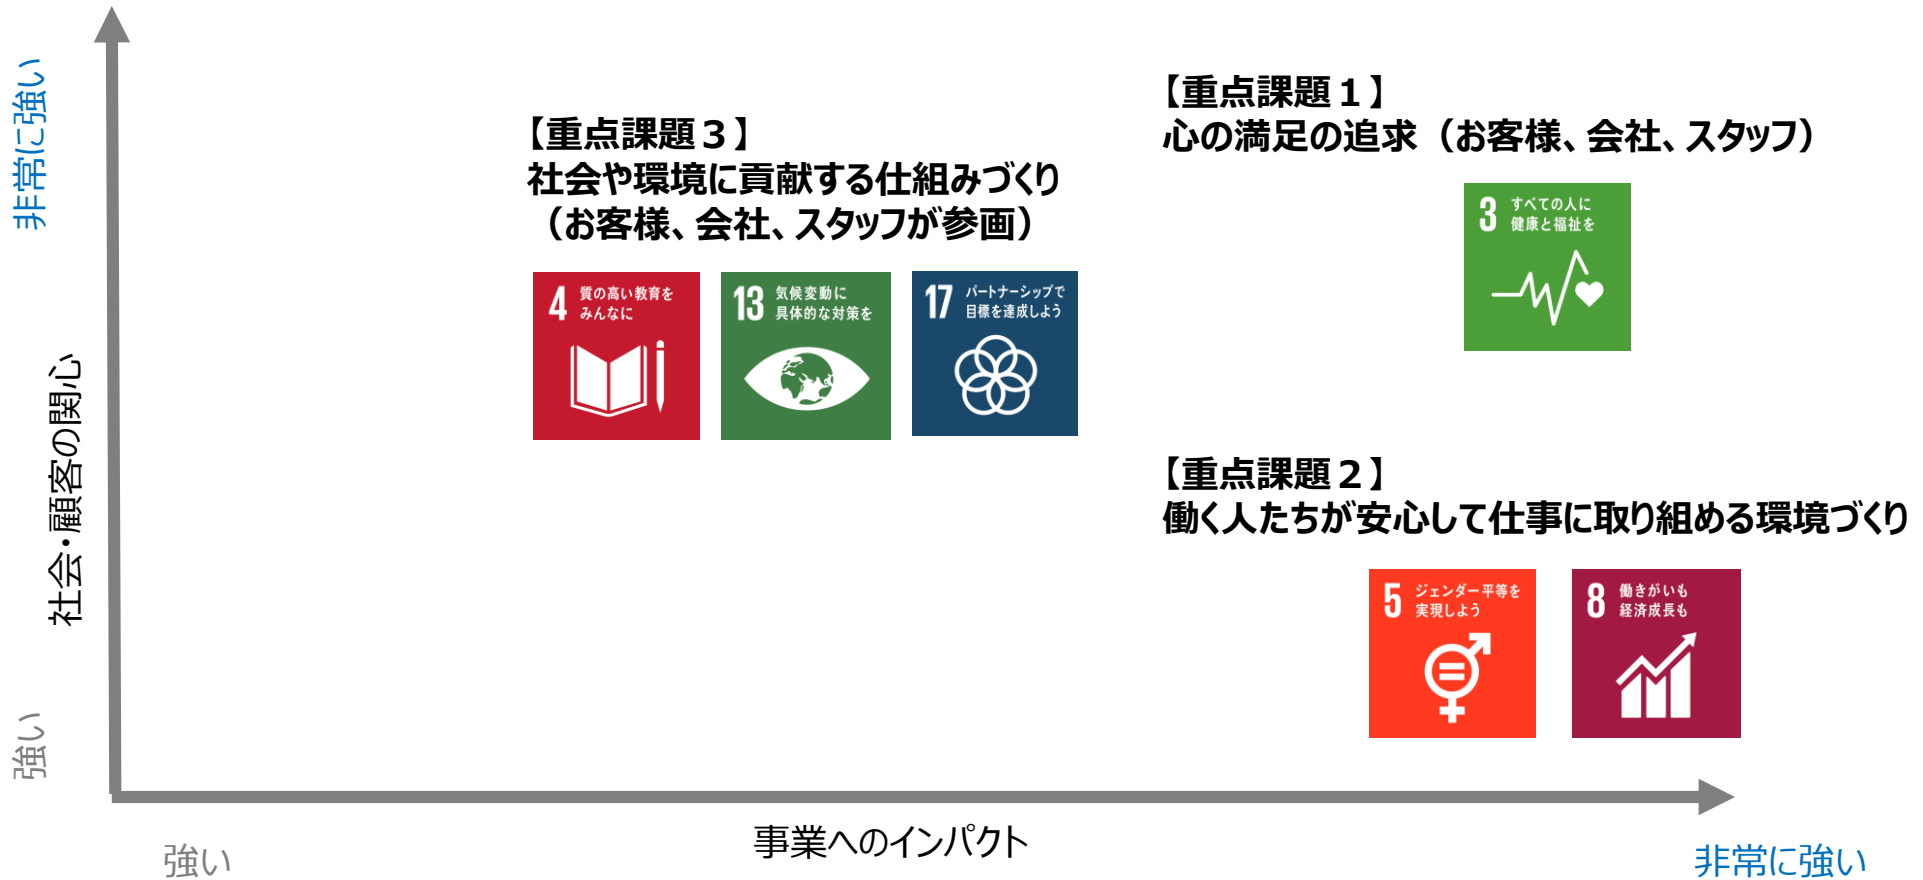 非常に強い
社会・顧客の関心
強い
【重点課題３】
社会や環境に貢献する仕組みづくり
（お客様、会社、スタッフが参画）
4 質の高い教育を
みんなに
13 気候変動に
具体的な対策を
17 パートナーシップで
目標を達成しよう
【重点課題１】
心の満足の追求（お客様、会社、スタッフ）
3 すべての人に
健康と福祉を
【重点課題２】
働く人たちが安心して仕事に取り組める環境づくり
5 ジェンダー平等を
実現しよう
8 働きがいも
経済成長も
強い
事業へのインパクト
非常に強い